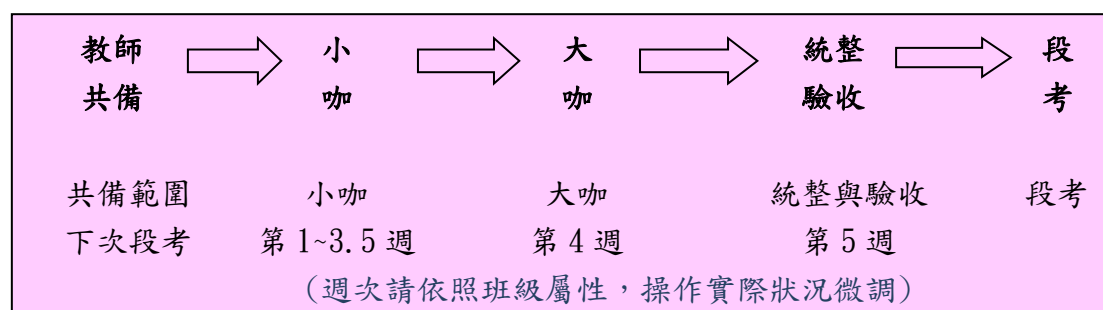 教師 小 大 統整 段
共備 咖 咖 驗收 考
共備範圍 小咖 大咖 統整與驗收 段考
下次段考 第1~3.5週 第4週 第5週
(週次請依照班級屬性，操作實際狀況微調)